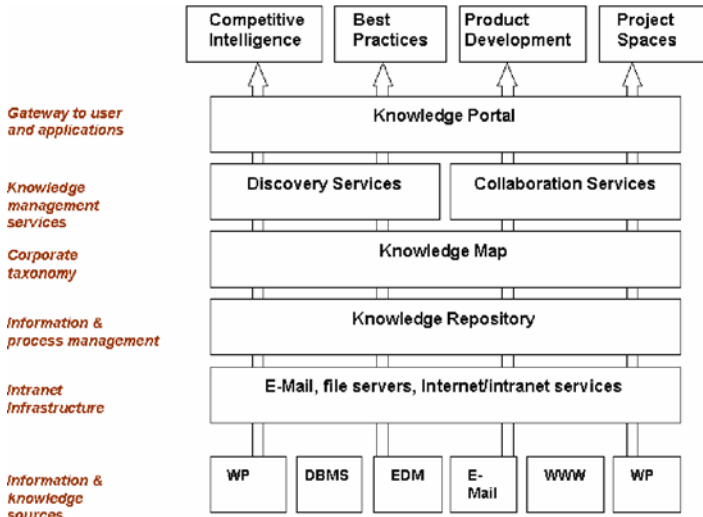 Competitive
Intelligence
Best
Practices
Product
Development
Project
Spaces
Gateway to user
and applications
Knowledge Portal
Knowledge
management
services
Discovery Services
Collaboration Services
Corporate
taxonomy
Knowledge Map
Information &
process management
Knowledge Repository
Intranet
Infrastructure
E-Mail, file servers, Internet/intranet services
Information &
knowledge
sources
WP
DBMS
EDM
E-
Mail
WWW
WP